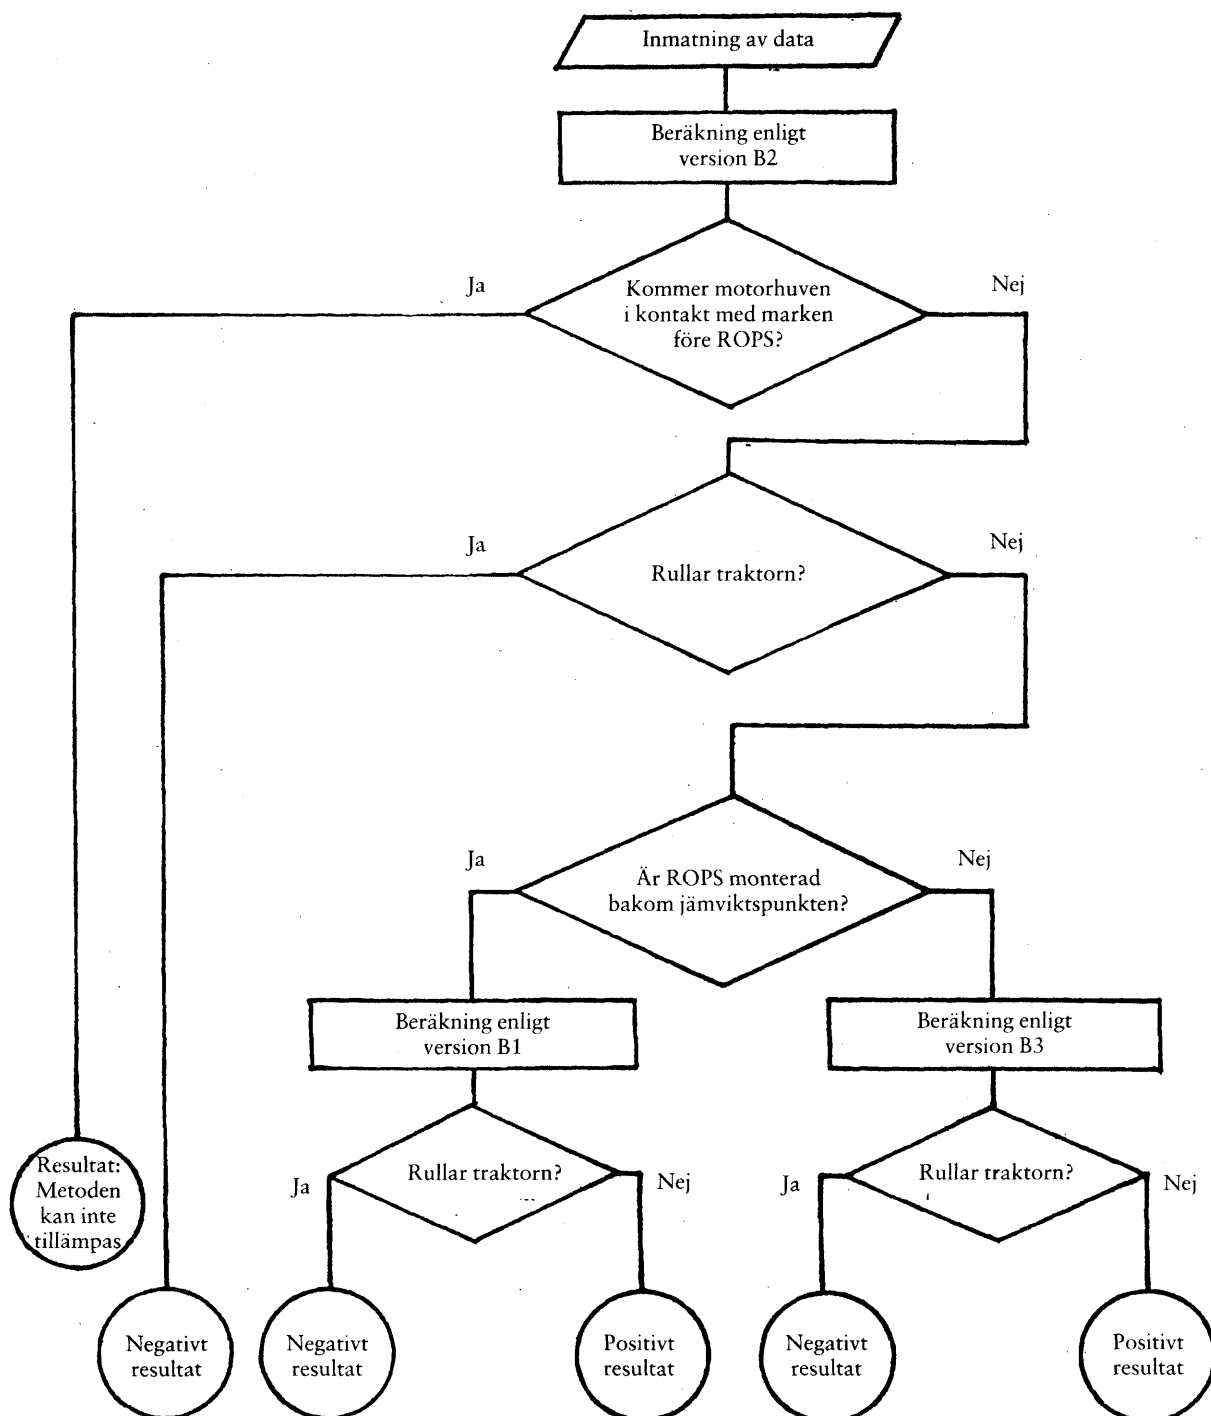 Inmatning av data
Beräkning enligt
version B2
Ja
Nej
Kommer motorhuven
i kontakt med marken
före ROPS?
Ja
Nej
Rullar traktorn?
Ja
Nej
Är ROPS monterad
bakom jämviktspunkten?
Beräkning enligt
version B1
Beräkning enligt
version B3
Resultat:
Metoden
kan inte
tillämpas
Ja
Rullar traktorn?
Nej
Ja
Rullar traktorn?
Nej
Negativt
resultat
Negativt
resultat
Positivt
resultat
Negativt
resultat
Positivt
resultat